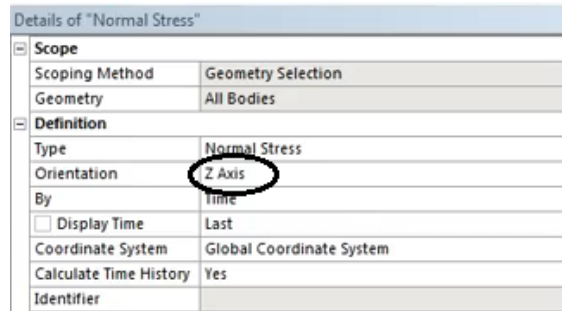 Details of "Normal Stress"
Scope
Scoping Method Geometry Selection
Geometry All Bodies
Definition
Type Normal Stress
Orientation Z Axis
By Time
Display Time Last
Coordinate System Global Coordinate System
Calculate Time History Yes
Identifier